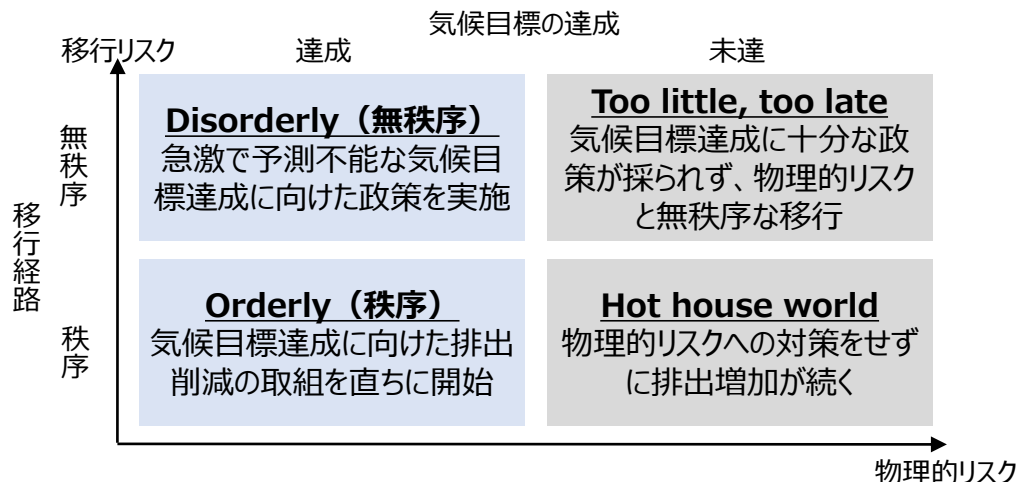 気候目標の達成
移行リスク
達成
未達
移行経路
無秩序
Disorderly（無秩序）
急激で予測不能な気候目
標達成に向けた政策を実施
Too little, too late
気候目標達成に十分な政
策が採られず、物理的リスク
と無秩序な移行
秩序
Orderly（秩序）
気候目標達成に向けた排出
削減の取組を直ちに開始
Hot house world
物理的リスクへの対策をせず
に排出増加が続く
物理的リスク